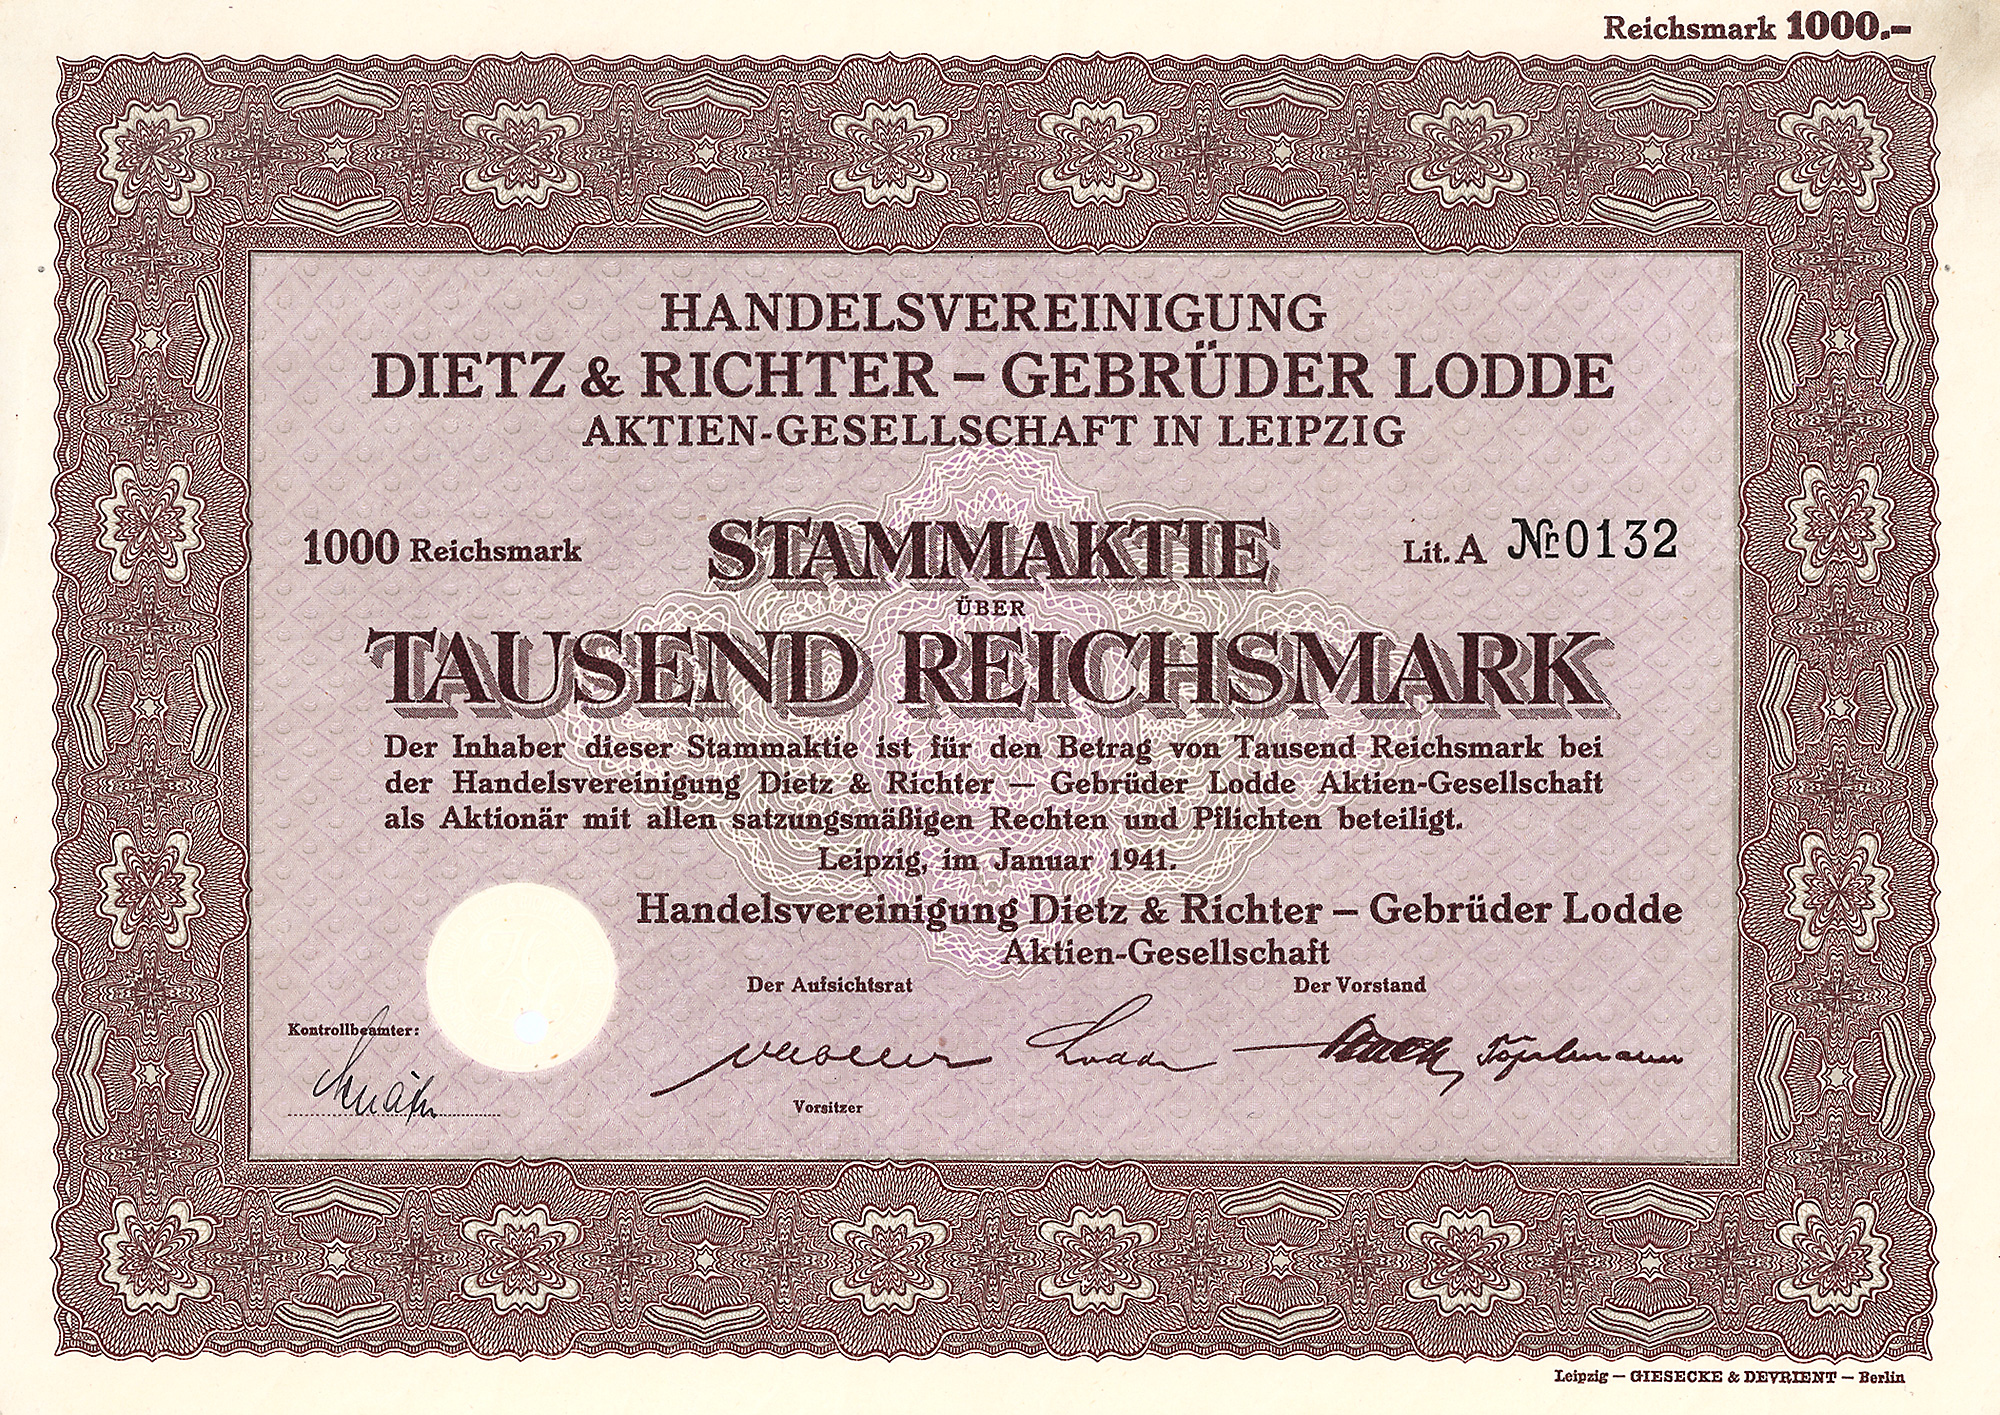 Reichsmark 1000.–
HANDELSVEREINIGUNG
DIETZ & RICHTER – GEBRÜDER LODDE
AKTIEN-GESELLSCHAFT IN LEIPZIG
1000 Reichsmark STAMMAKTIE Lit. A Nr 0132
ÜBER
TAUSEND REICHSMARK
Der Inhaber dieser Stammaktie ist für den Betrag von Tausend Reichsmark bei
der Handelsvereinigung Dietz & Richter — Gebrüder Lodde Aktien-Gesellschaft
als Aktionär mit allen satzungsmäßigen Rechten und Pflichten beteiligt.
Leipzig, im Januar 1941.
Handelsvereinigung Dietz & Richter – Gebrüder Lodde
Aktien-Gesellschaft
Der Aufsichtsrat Der Vorstand
Kontrollbeamter:
Lodde
Vorsitzer
Leipzig — GIESECKE & DEVRIENT — Berlin